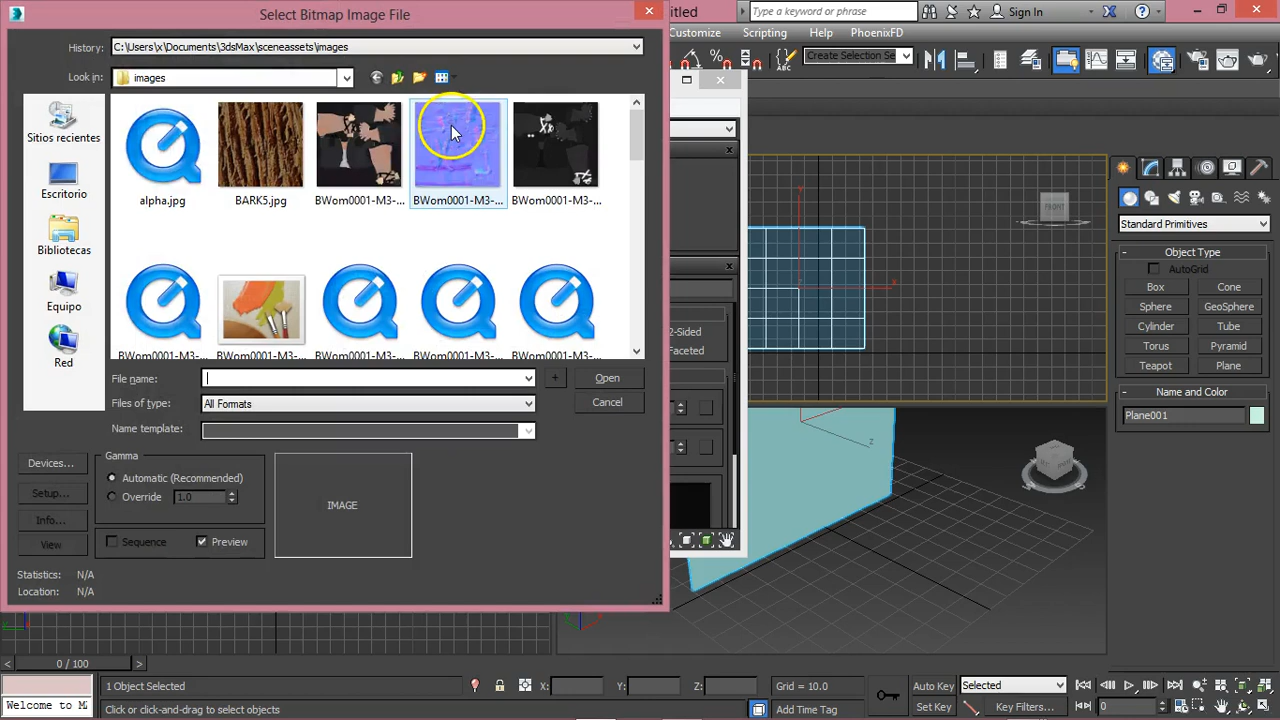 Select Bitmap Image File
titled
Type a keyword or phrase
Sign In
History:
C:\Users\x\Documents\3dsMax\sceneassets\images
Customize
Scripting
Help
PhoenixFD
Look in:
images
Create Selection Se
Sitios recientes
Escritorio
Bibliotecas
Equipo
Red
alpha.jpg
BARK5.jpg
BWom0001-M3-...
BWom0001-M3-...
BWom0001-M3-...
BWom0001-M3-...
BWom0001-M3-...
BWom0001-M3-...
BWom0001-M3-...
BWom0001-M3-...
File name:
Open
Files of type:
All Formats
Cancel
Name template:
Devices...
Setup...
Info...
View
Gamma
Automatic (Recommended)
Override
1.0
Sequence
Preview
IMAGE
Statistics:
N/A
Location:
N/A
2-Sided
Faceted
y
x
z
FRONT
z
Standard Primitives
Object Type
AutoGrid
Box
Cone
Sphere
GeoSphere
Cylinder
Tube
Torus
Pyramid
Teapot
Plane
Name and Color
Plane001
0 / 100
1 Object Selected
X:
Y:
Z:
Grid = 10.0
Auto Key
Selected
Welcome to M
Click or click-and-drag to select objects
Add Time Tag
Set Key
Key Filters...
0